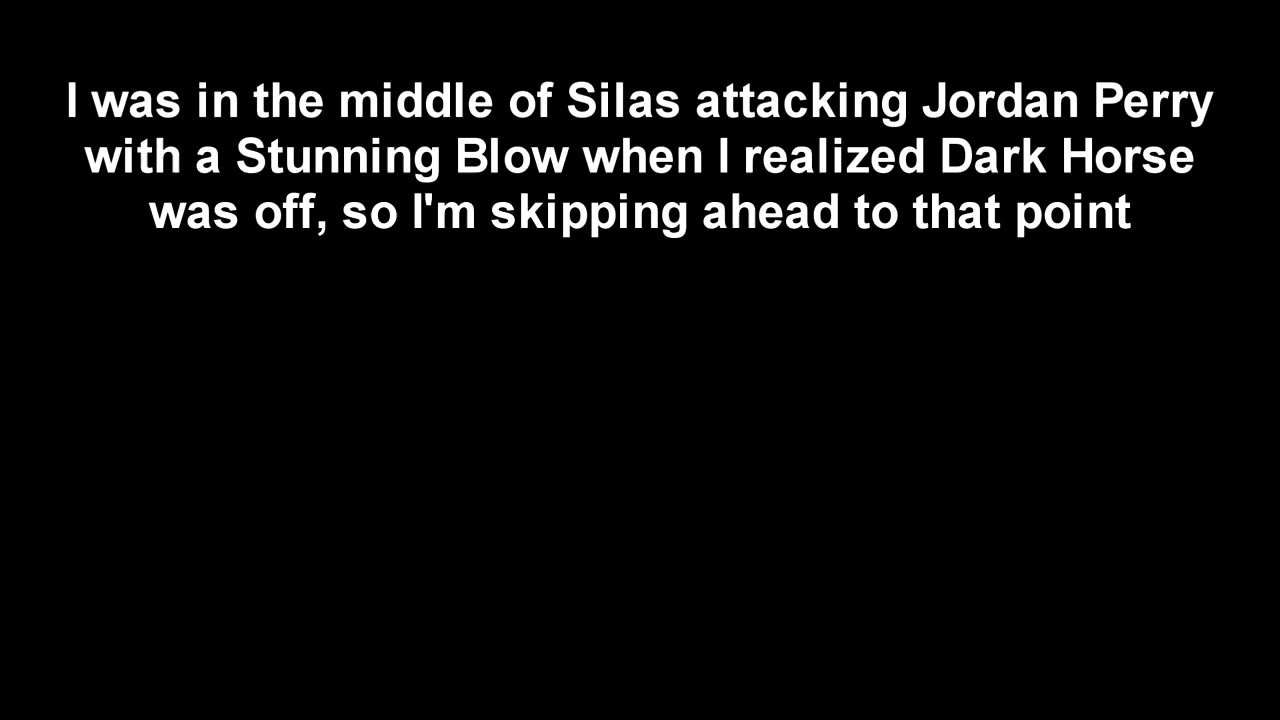 I was in the middle of Silas attacking Jordan Perry
with a Stunning Blow when I realized Dark Horse
was off, so I'm skipping ahead to that point